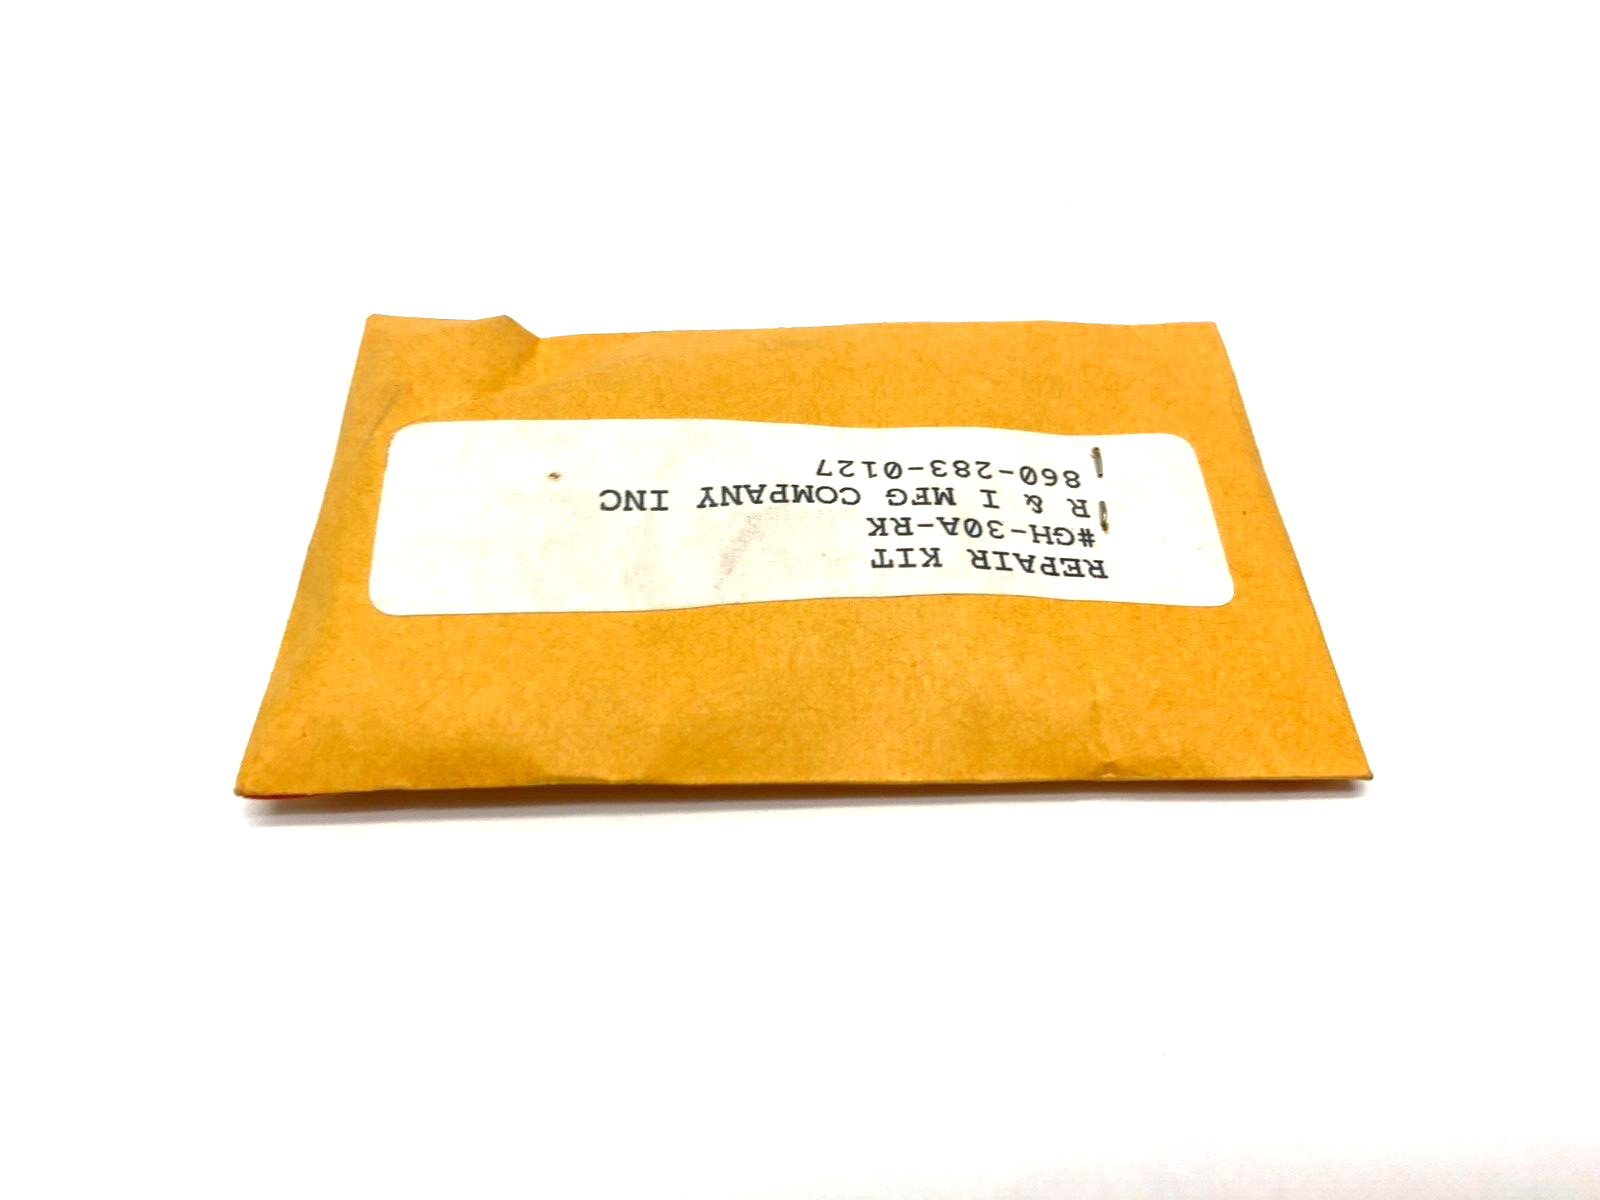 REPAIR KIT
#GH-30A-RK
R & I MFG COMPANY INC
860-283-0127